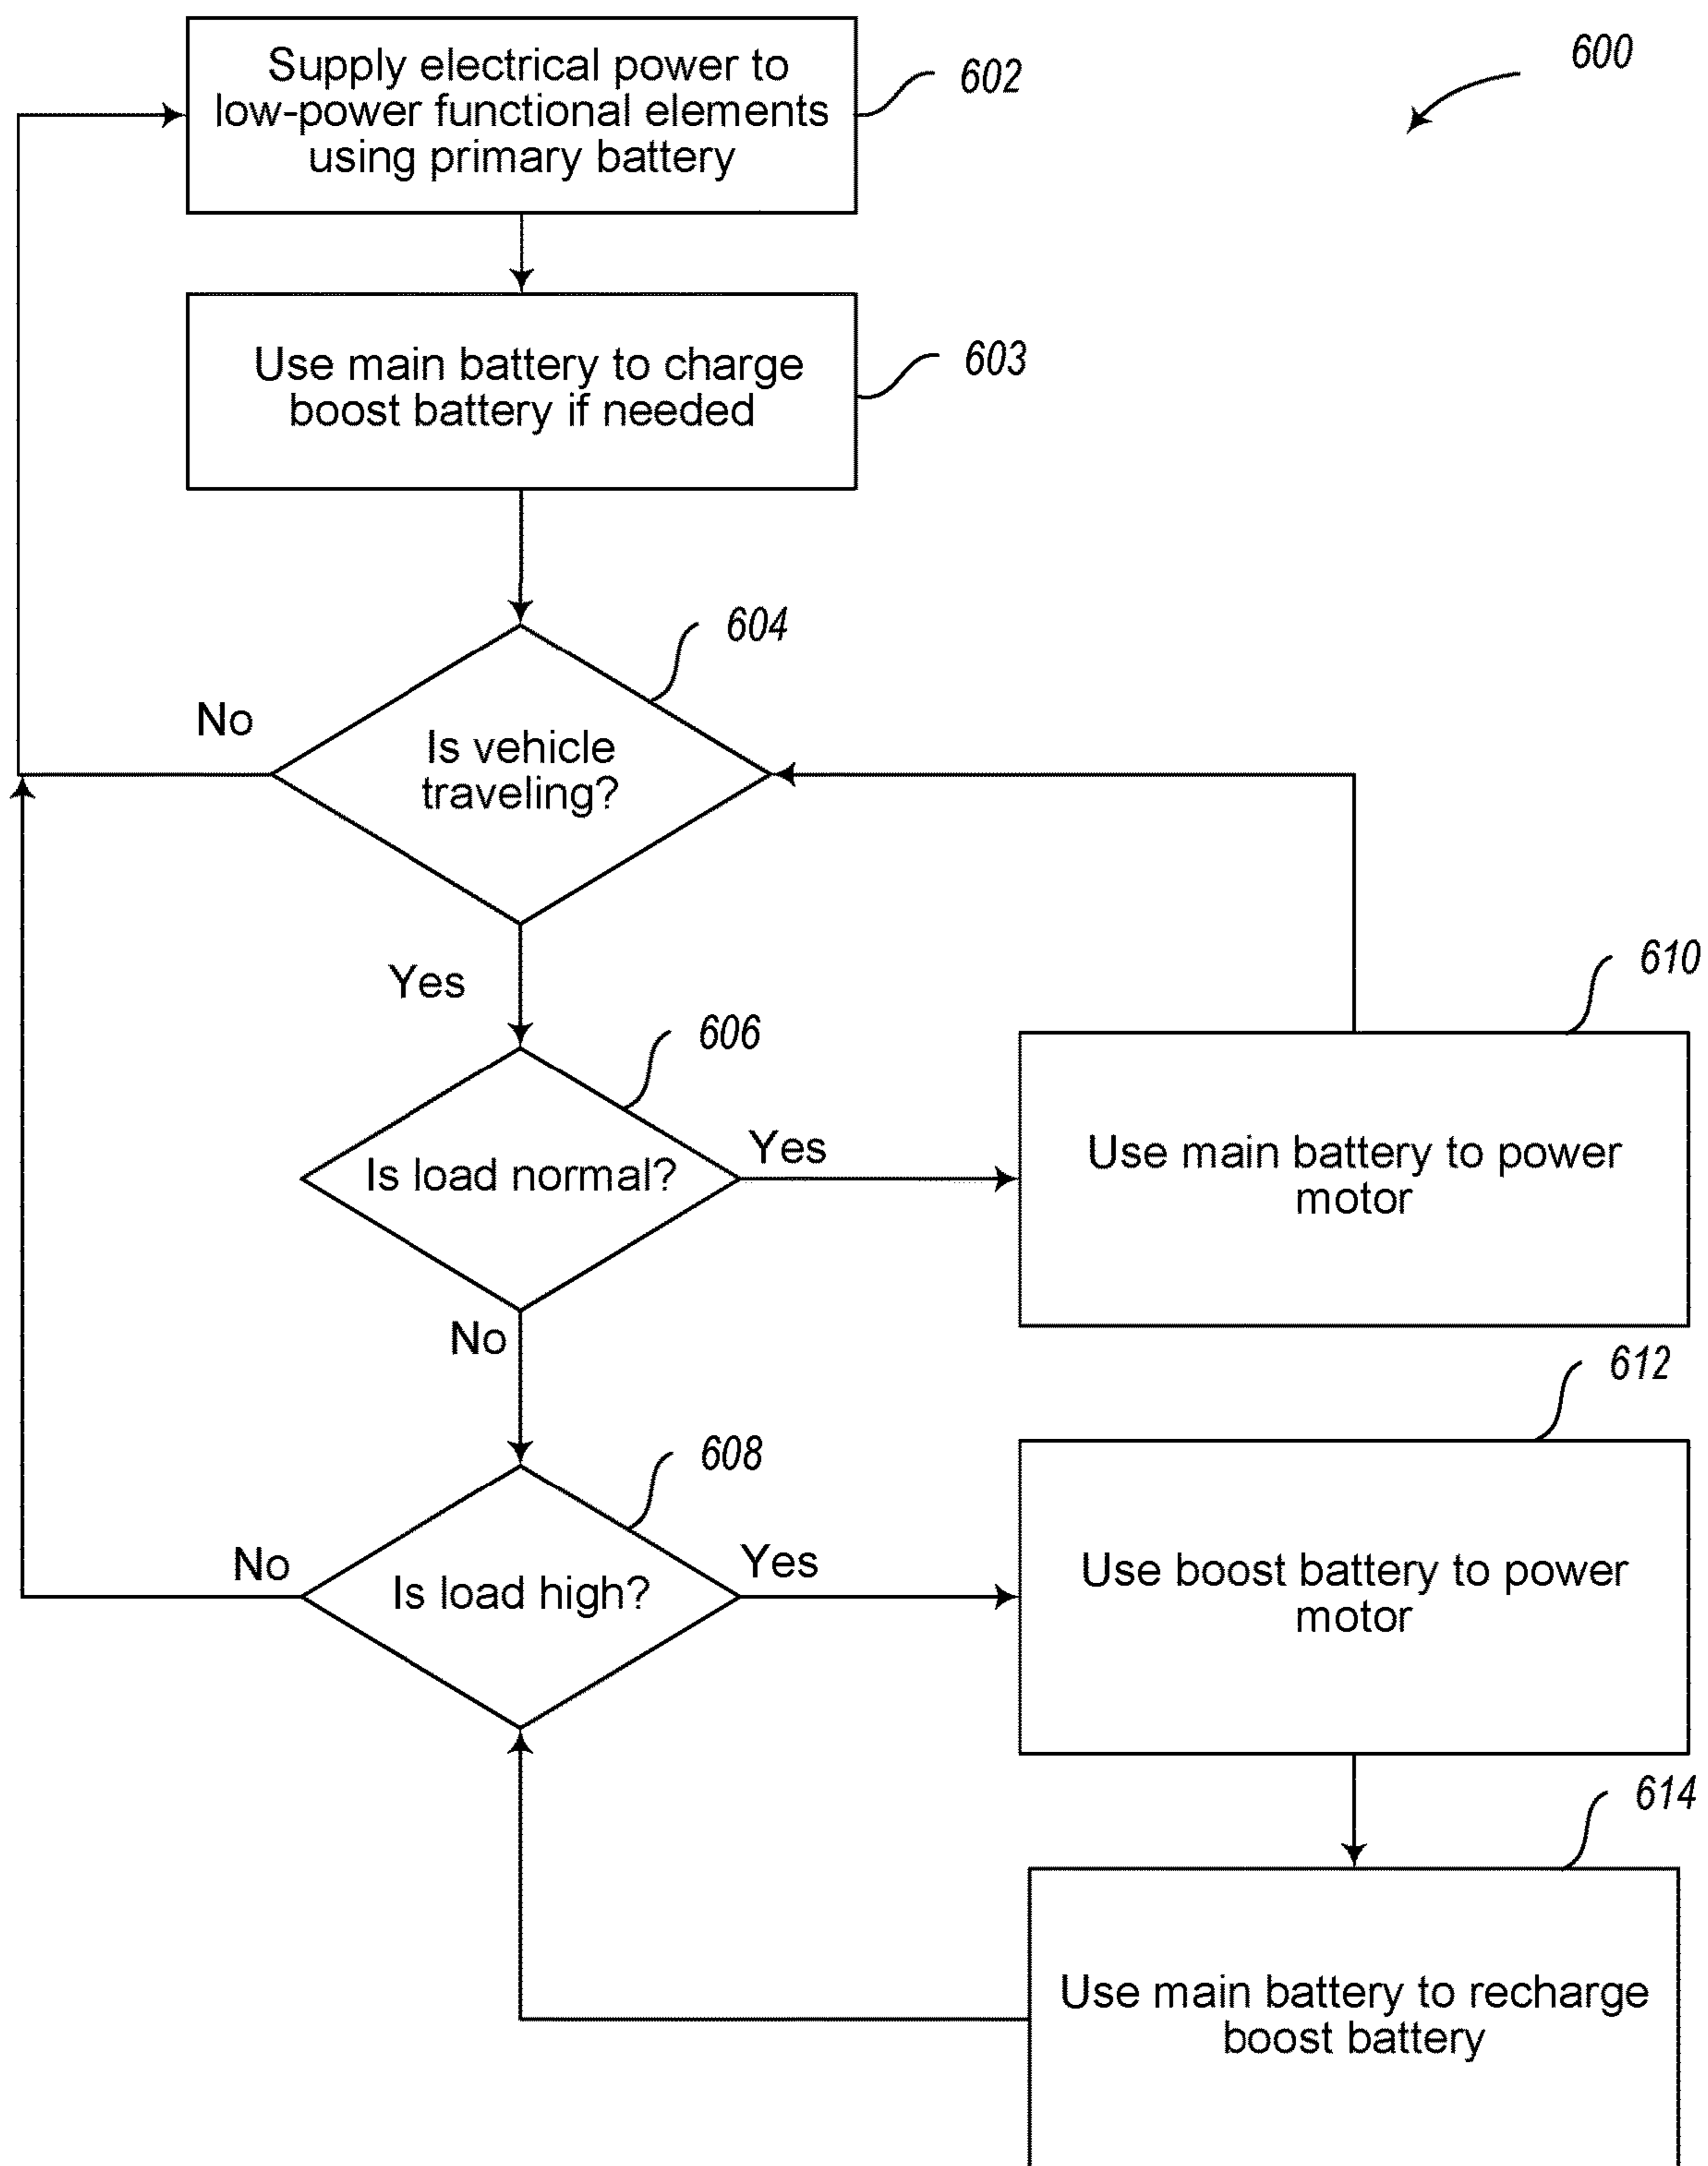 600
Supply electrical power to
low-power functional elements
using primary battery
602
Use main battery to charge
boost battery if needed
603
604
Is vehicle
traveling?
No
Yes
606
Is load normal?
Yes
No
610
Use main battery to power
motor
608
Is load high?
No
Yes
612
Use boost battery to power
motor
614
Use main battery to recharge
boost battery